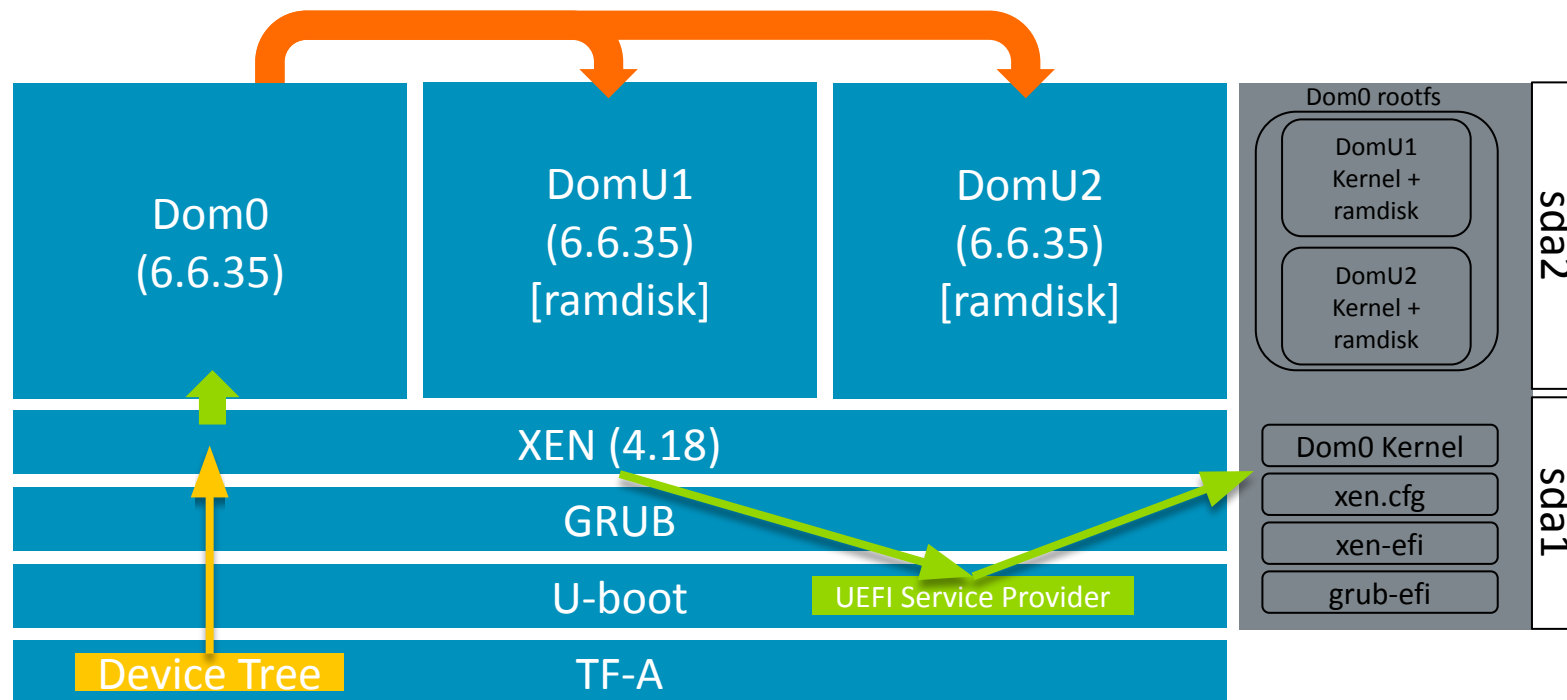 Dom0
(6.6.35)
DomU1
(6.6.35)
[ramdisk]
DomU2
(6.6.35)
[ramdisk]
XEN (4.18)
GRUB
U-boot
UEFI Service Provider
Device Tree
TF-A
Dom0 rootfs
DomU1
Kernel +
ramdisk
DomU2
Kernel +
ramdisk
sda2
Dom0 Kernel
xen.cfg
xen-efi
grub-efi
sda1